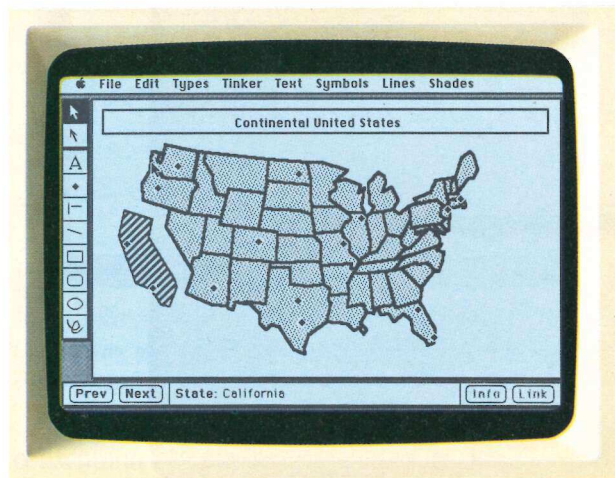 File Edit Types Tinker Text Symbols Lines Shades
Continental United States
A
Prev Next State: California Info Link